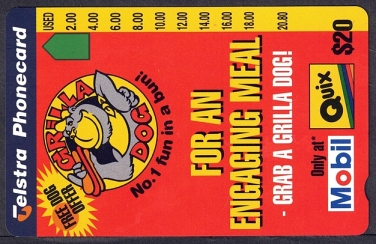 Telstra Phonecard
USED 2.00 4.00 6.00 8.00 10.00 12.00 14.00 16.00 18.00 20.80
FREE DOG
OFFER
GRILLA
DOG
No. 1 fun in a bun!
FOR AN
ENGAGING MEAL
- GRAB A GRILLA DOG!
Only at*
Mobil
Quix
$20